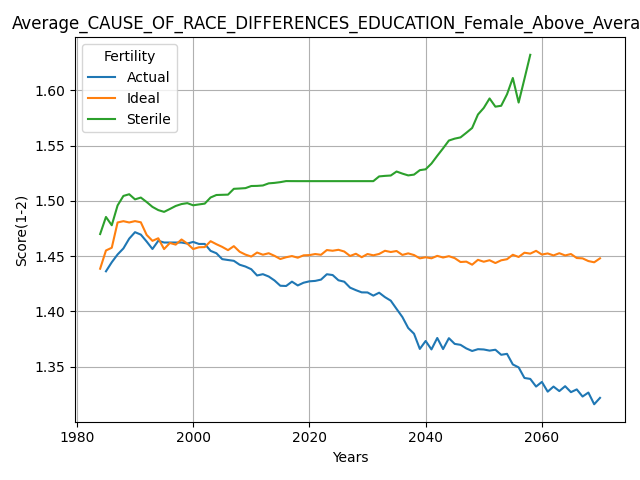 Average_CAUSE_OF_RACE_DIFFERENCES_EDUCATION_Female_Above_Avera
Fertility
Actual
Ideal
Sterile
Score(1-2)
1.60
1.55
1.50
1.45
1.40
1.35
1980 2000 2020 2040 2060
Years